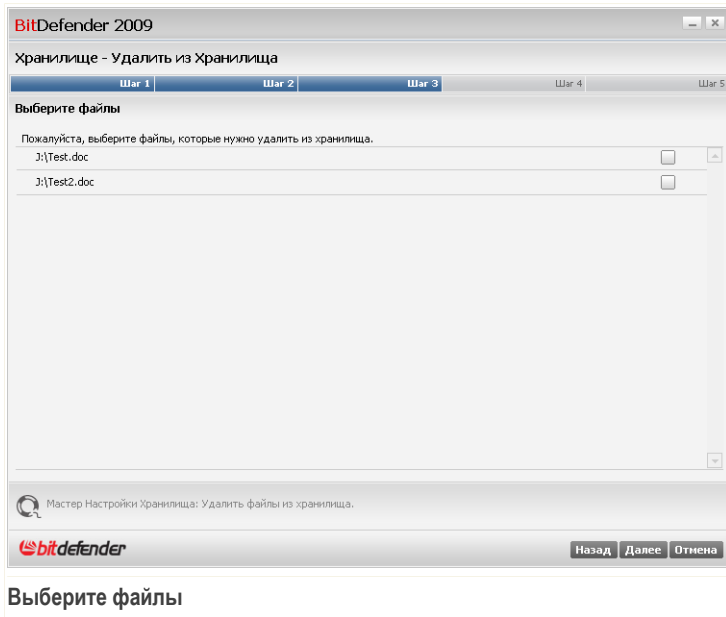 BitDefender 2009
Хранилище - Удалить из Хранилища
Шаг 1 Шаг 2 Шаг 3 Шаг 4 Шаг 5
Выберите файлы
Пожалуйста, выберите файлы, которые нужно удалить из хранилища.
J:\Test.doc
J:\Test2.doc
Мастер Настройки Хранилища: Удалить файлы из хранилища.
bitdefender
Назад Далее Отмена
Выберите файлы